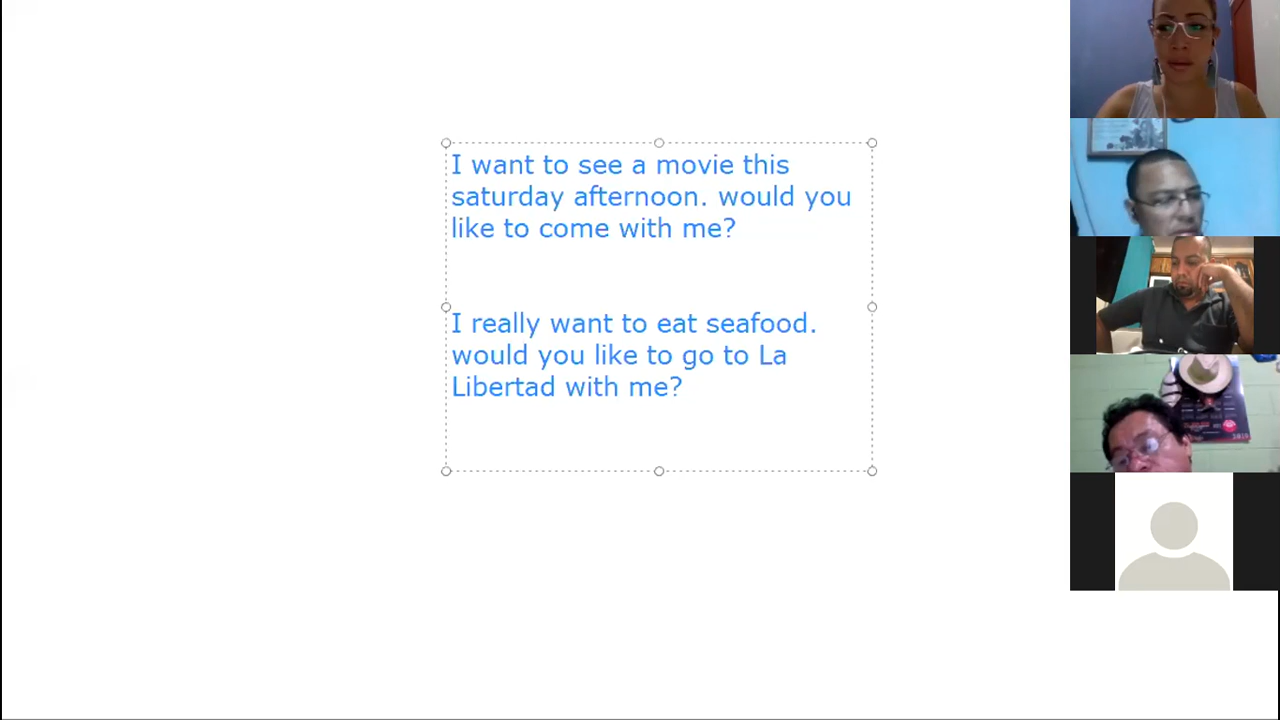 I want to see a movie this
saturday afternoon. would you
like to come with me?
I really want to eat seafood.
would you like to go to La
Libertad with me?